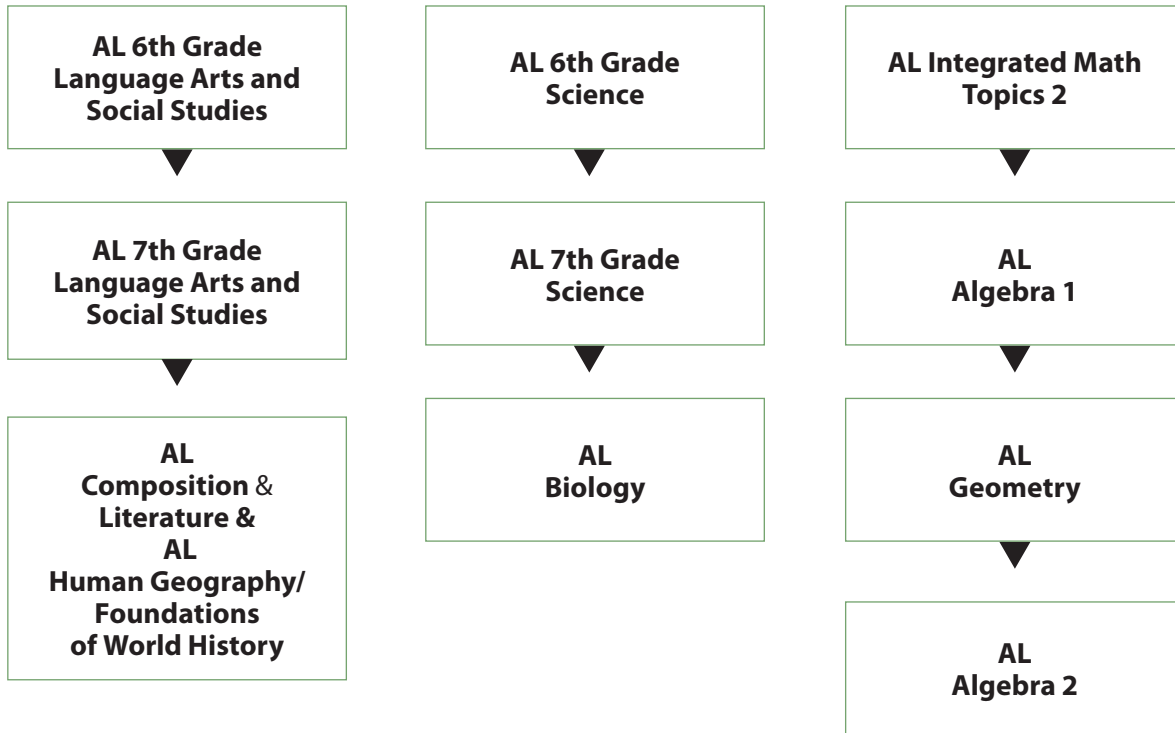 AL 6th Grade
Language Arts and
Social Studies
AL 7th Grade
Language Arts and
Social Studies
AL
Composition &
Literature &
AL
Human Geography/
Foundations
of World History
AL 6th Grade
Science
AL 7th Grade
Science
AL
Biology
AL Integrated Math
Topics 2
AL
Algebra 1
AL
Geometry
AL
Algebra 2